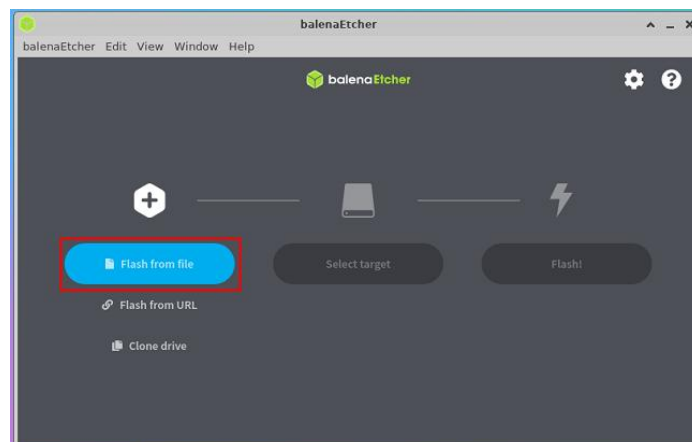 balenaEtcher
balenaEtcher Edit View Window Help
balenaEtcher
Flash from file
Select target
Flash!
Flash from URL
Clone drive